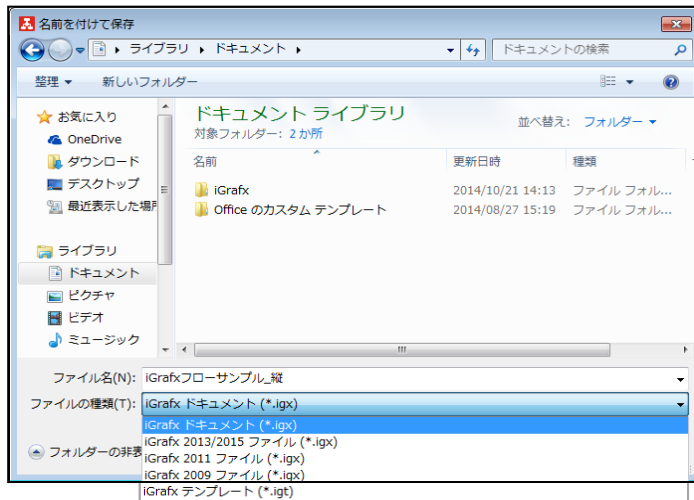 名前を付けて保存
ライブラリ ドキュメント
ドキュメントの検索
整理 新しいフォルダー
お気に入り
OneDrive
ダウンロード
デスクトップ
最近表示した場所
ライブラリ
ドキュメント
ピクチャ
ビデオ
ミュージック
ドキュメント ライブラリ
対象フォルダー: 2 か所
並べ替え: フォルダー
名前 更新日時 種類
iGrafx 2014/10/21 14:13 ファイル フォル...
Office のカスタム テンプレート 2014/08/27 15:19 ファイル フォル...
ファイル名(N): iGrafxフローサンプル_縦
ファイルの種類(T): iGrafx ドキュメント (*.igx)
iGrafx ドキュメント (*.igx)
iGrafx 2013/2015 ファイル (*.igx)
iGrafx 2011 ファイル (*.igx)
iGrafx 2009 ファイル (*.igx)
iGrafx テンプレート (*.igt)
フォルダーの非表